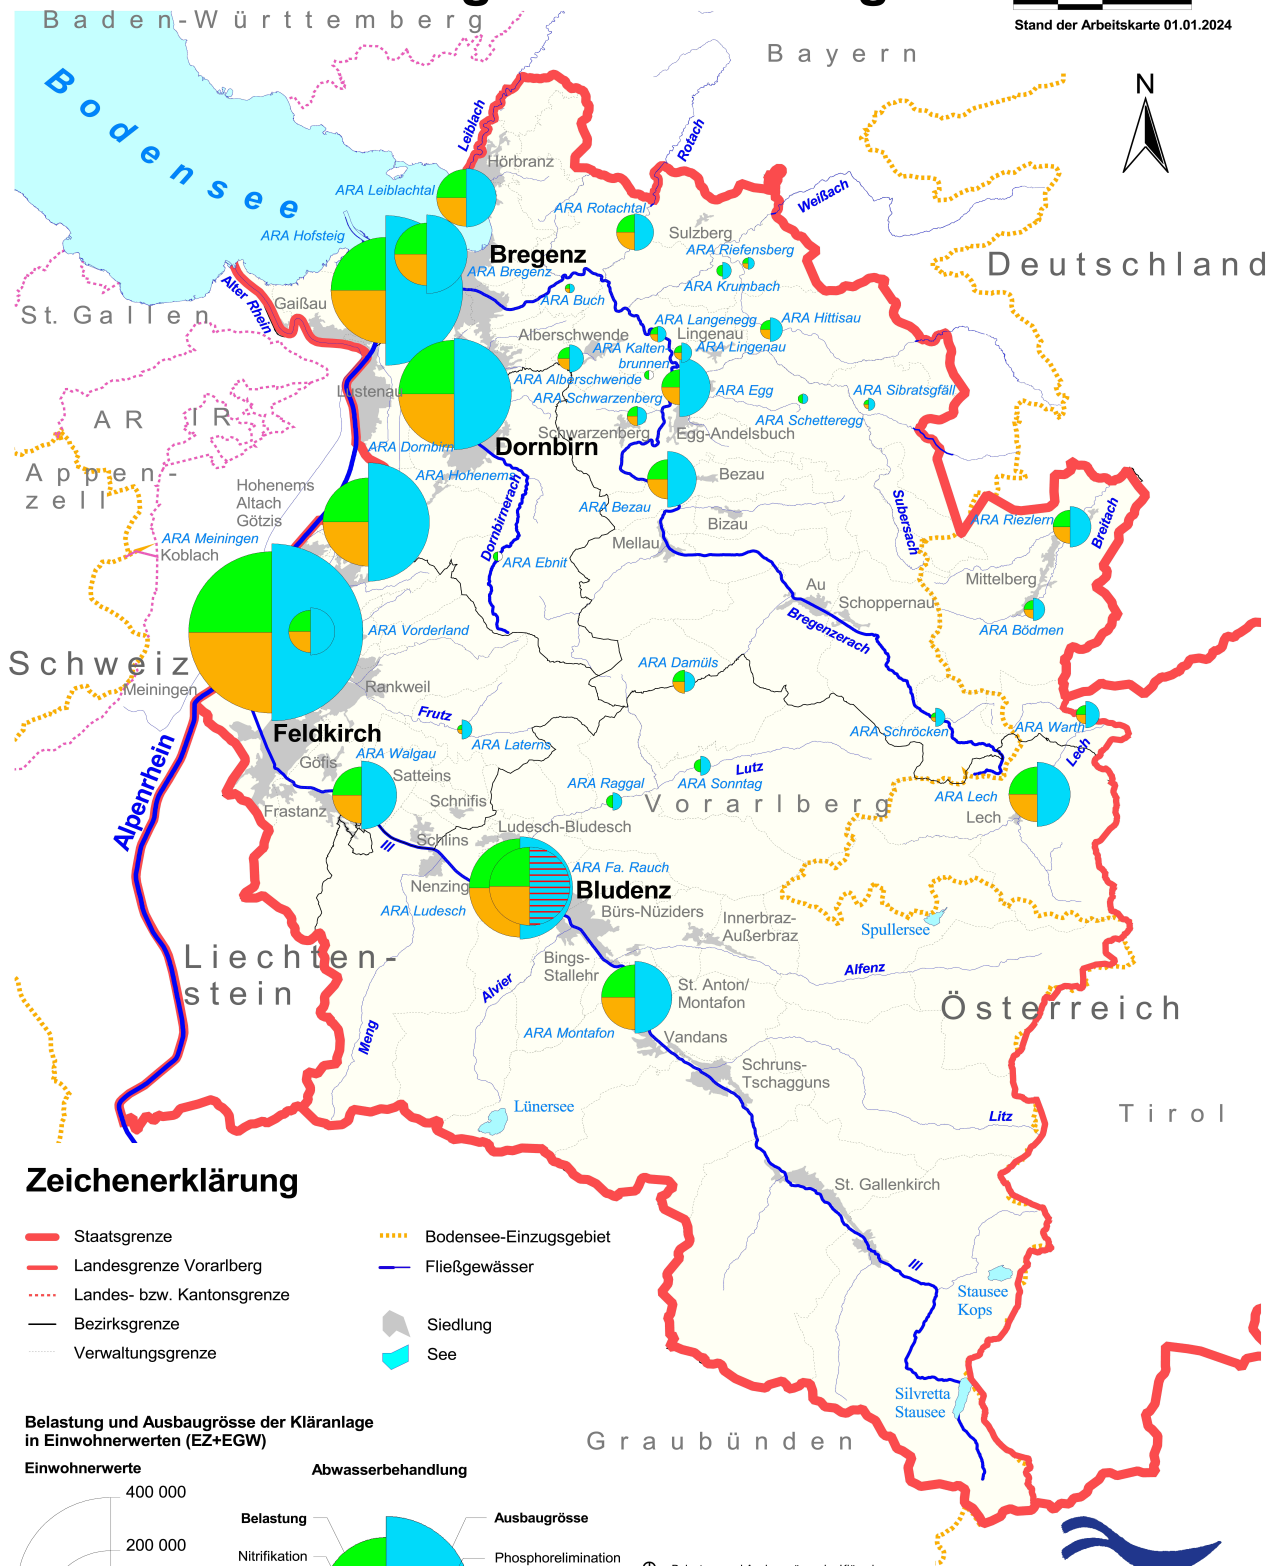 Stand der Arbeitskarte 01.01.2024
Baden-Württemberg
Bayern
N
Bodensee
Leiblach
Rotach
Hörbranz
Weißach
ARA Leiblachtal
ARA Rotachtal
Sulzberg
ARA Hofsteig
Bregenz
ARA Riefensberg
Deutschland
ARA Bregenz
ARA Krumbach
Alter Rhein
ARA Buch
Gaißau
St. Gallen
ARA Langenegg
ARA Hittisau
Alberschwende
Lingenau
ARA Kalten-
brunnen
ARA Lingenau
ARA Alberschwende
Lustenau
ARA Schwarzenberg
ARA Egg
ARA Sibratsgfäll
AR
IR
ARA Schetteregg
Schwarzenberg
Egg-Andelsbuch
ARA Dornbirn
Dornbirn
Appen-
zell
ARA Hohenems
Bezau
Hohenems
Altach
Götzis
ARA Bezau
Bizau
Subersach
ARA Riezlern
Breitach
Dornbirnerach
ARA Meiningen
Koblach
Mellau
ARA Ebnit
Mittelberg
Au
Schoppernau
Bregenzerach
ARA Bödmen
ARA Vorderland
Schweiz
ARA Damüls
Meiningen
Rankweil
Frutz
ARA Laterns
ARA Schröcken
ARA Warth
Feldkirch
ARA Walgau
Göfis
Satteins
Lech
Lutz
ARA Raggal
ARA Sonntag
Alpenrhein
Schnifis
Vorarlberg
ARA Lech
Lech
Frastanz
Ludesch-Bludesch
Schlins
Ill
ARA Fa. Rauch
Nenzing
Bludenz
ARA Ludesch
Bürs-Nüziders
Innerbraz-
Außerbraz
Spullersee
Liechten-
stein
Bings-
Stallehr
Alfenz
Alvier
St. Anton/
Montafon
Österreich
ARA Montafon
Meng
Vandans
Schruns-
Tschagguns
Lünersee
Litz
Tirol
Zeichenerklärung
St. Gallenkirch
Staatsgrenze
Bodensee-Einzugsgebiet
Landesgrenze Vorarlberg
Fließgewässer
Ill
Landes- bzw. Kantonsgrenze
Stausee
Kops
Bezirksgrenze
Siedlung
Verwaltungsgrenze
See
Silvretta
Stausee
Belastung und Ausbaugrösse der Kläranlage
in Einwohnerwerten (EZ+EGW)
Graubünden
Einwohnerwerte
Abwasserbehandlung
400 000
Belastung
Ausbaugrösse
200 000
Nitrifikation
Phosphorelimination